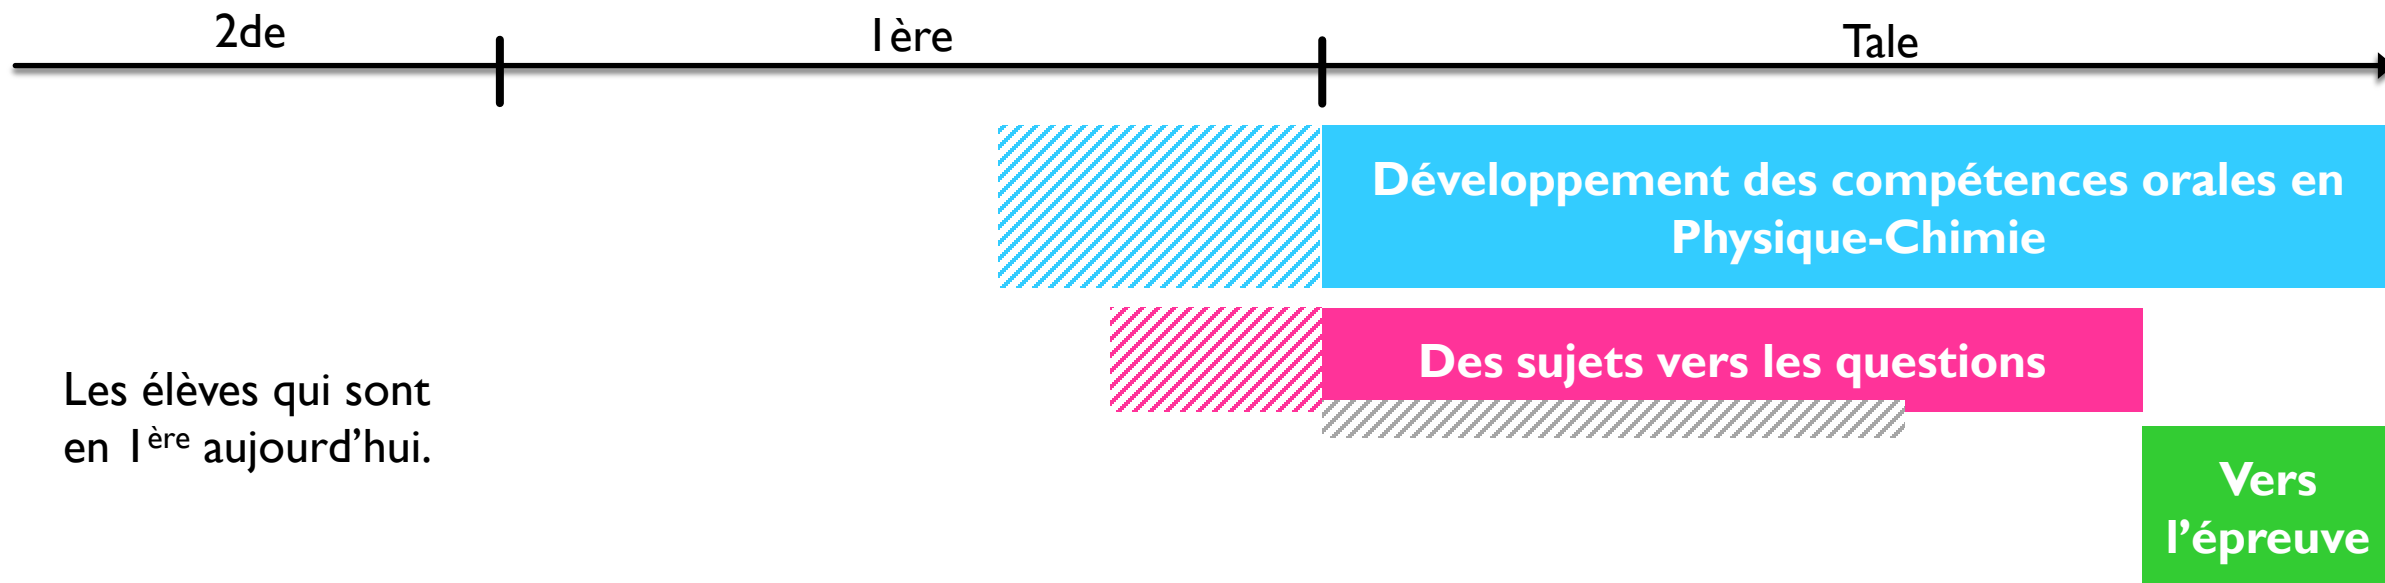 2de
1ère
Tale
Développement des compétences orales en
Physique-Chimie
Des sujets vers les questions
Les élèves qui sont
en 1ère aujourd’hui.
Vers
l’épreuve